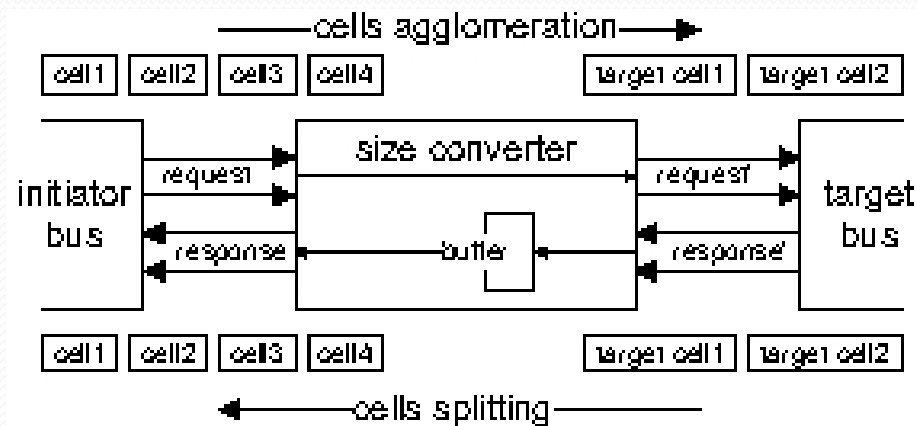 cells agglomeration
cell1 cell2 cell3 cell4 target cell1 target cell2
size converter
request request'
initiator bus target bus
buffer
response response'
cell1 cell2 cell3 cell4 target cell1 target cell2
cells splitting